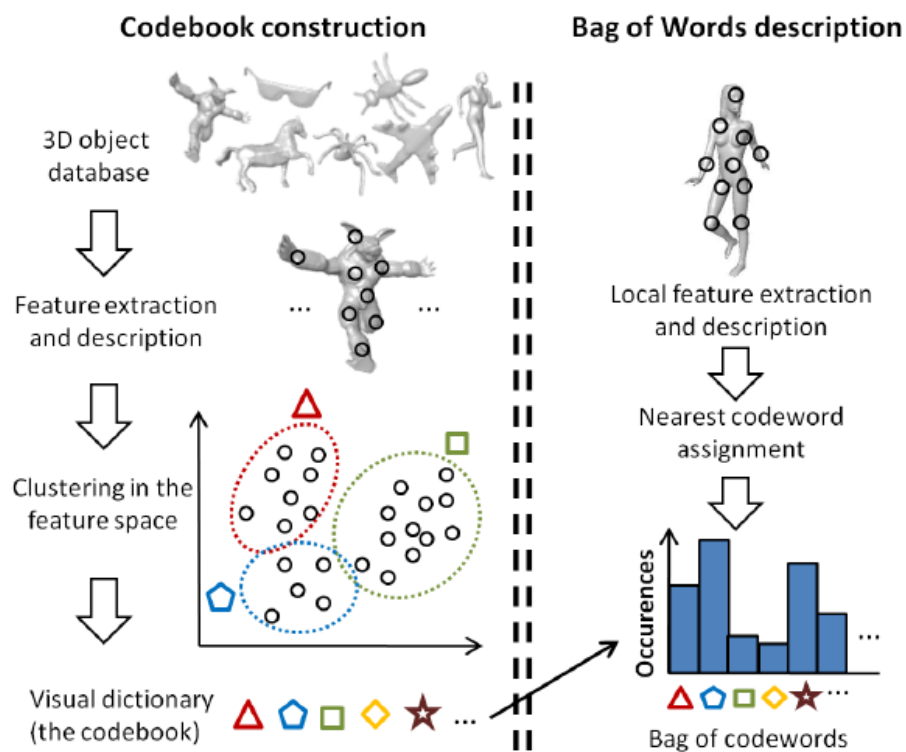 Codebook construction
3D object
database
Feature extraction
and description
... ...
Clustering in the
feature space
Visual dictionary
(the codebook)
...
Bag of Words description
Local feature extraction
and description
Nearest codeword
assignment
Occurences
...
...
Bag of codewords